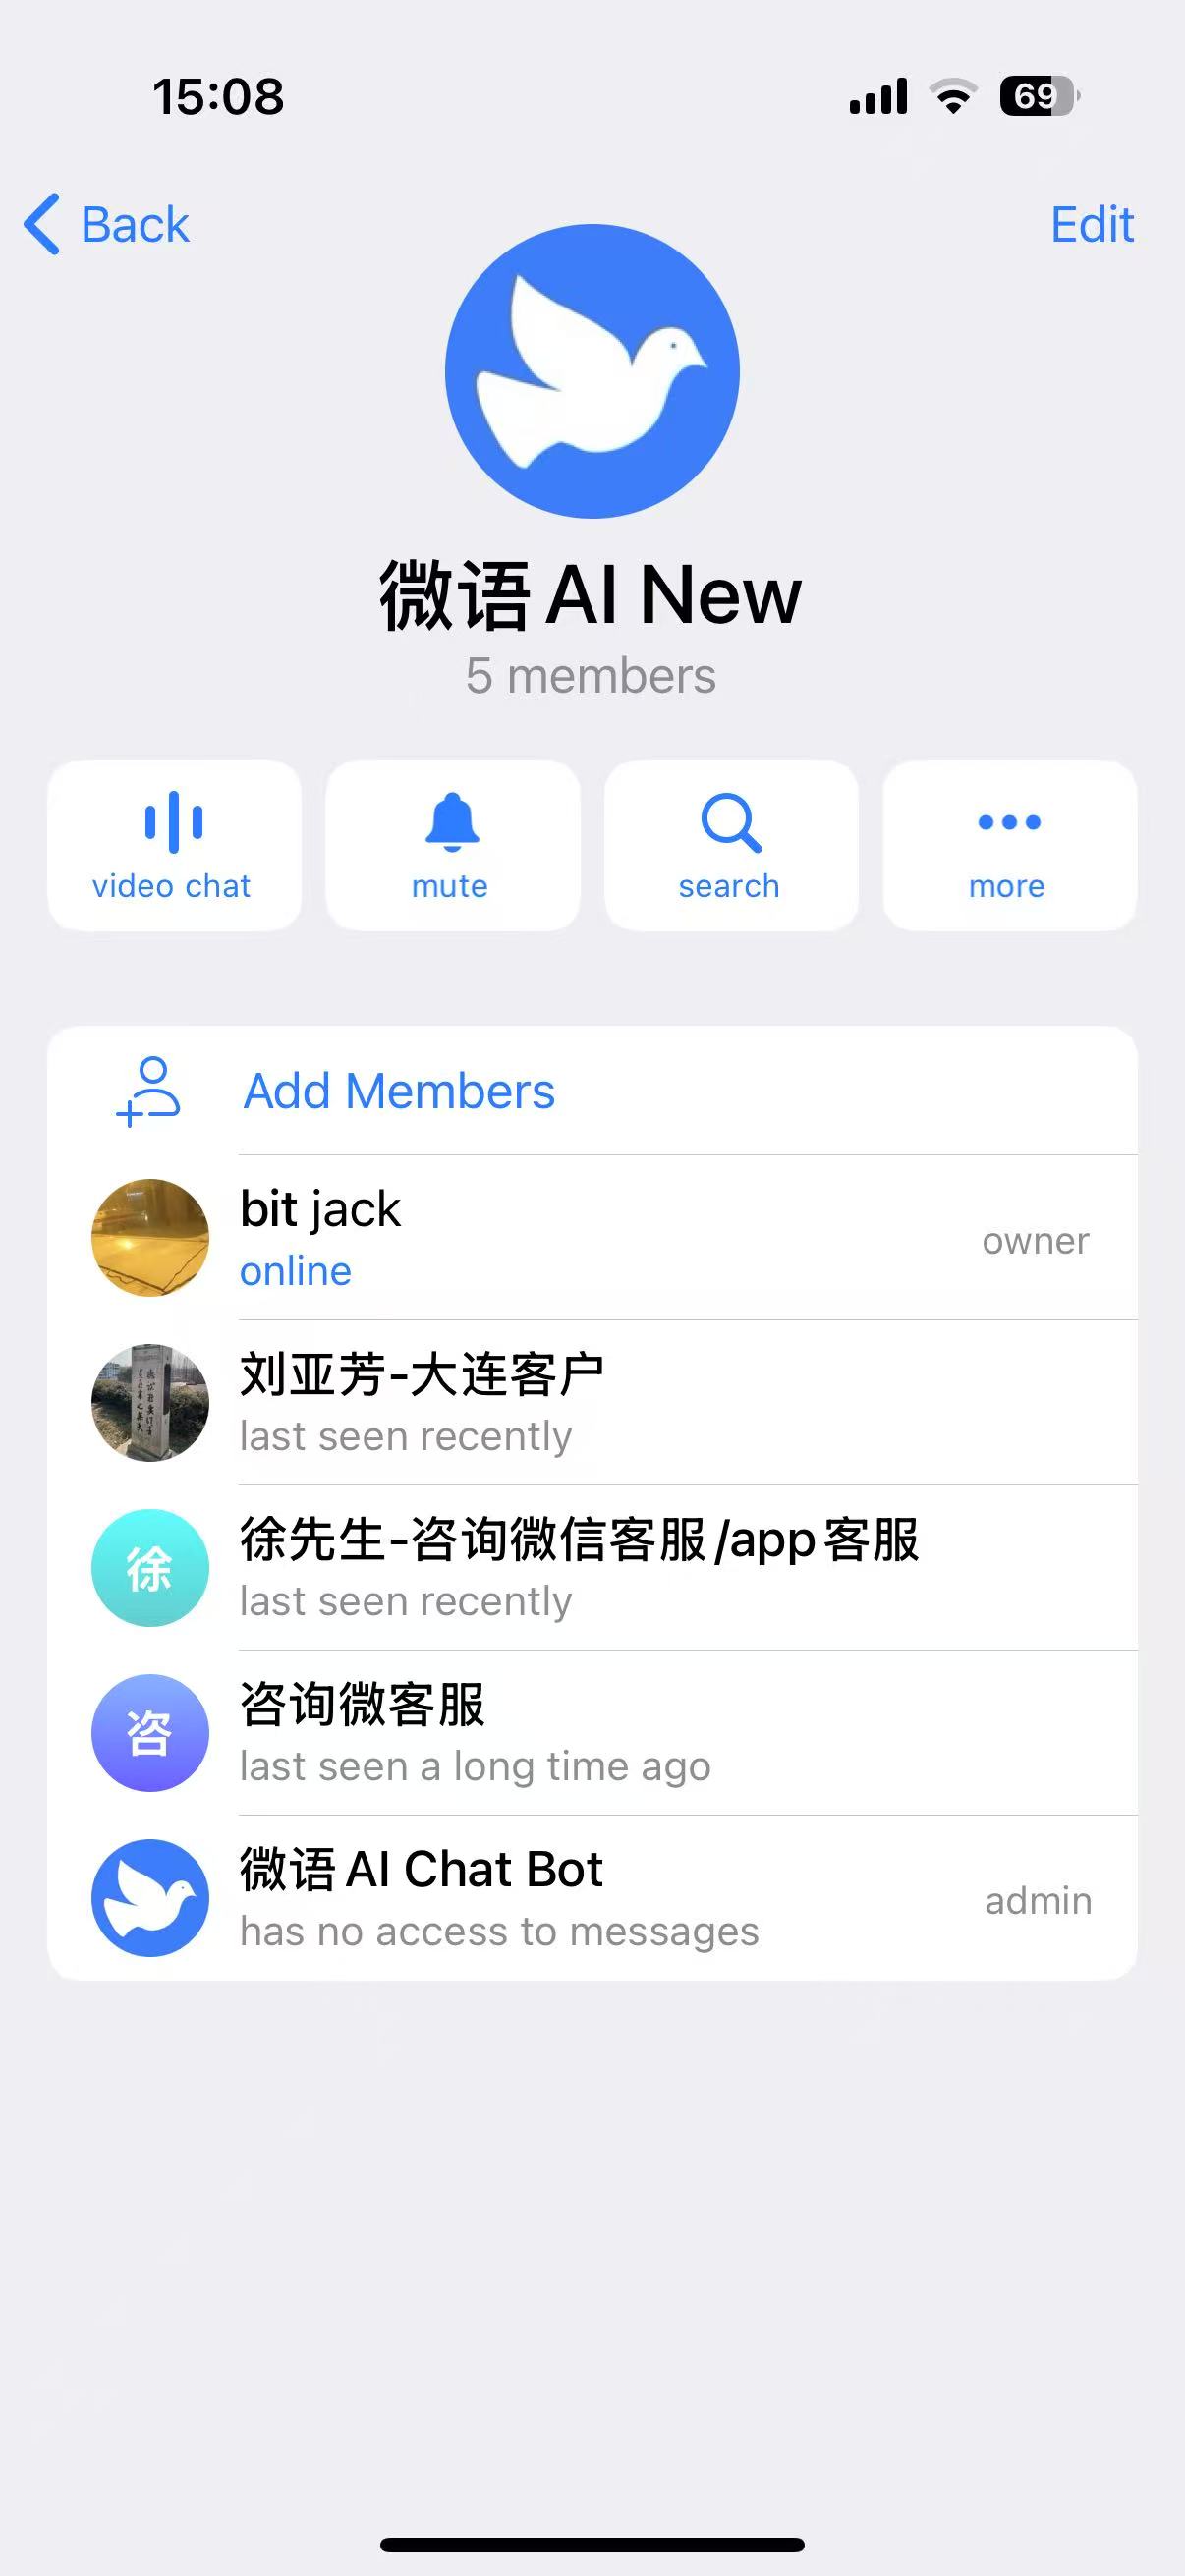 15:08
69
Back
Edit
微语 AI New
5 members
video chat
mute
search
more
Add Members
bit jack
online
owner
刘亚芳-大连客户
last seen recently
徐
徐先生-咨询微信客服/app客服
last seen recently
咨
咨询微客服
last seen a long time ago
微语 AI Chat Bot
has no access to messages
admin